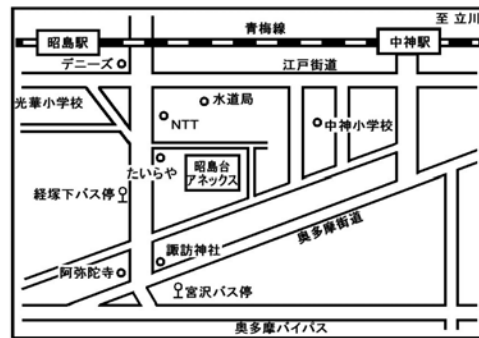 至 立川
青梅線
昭島駅
中神駅
デニーズ
江戸街道
水道局
光華小学校
NTT
中神小学校
たいらや
昭島台
アネックス
経塚下バス停
奥多摩街道
諏訪神社
阿弥陀寺
宮沢バス停
奥多摩バイパス